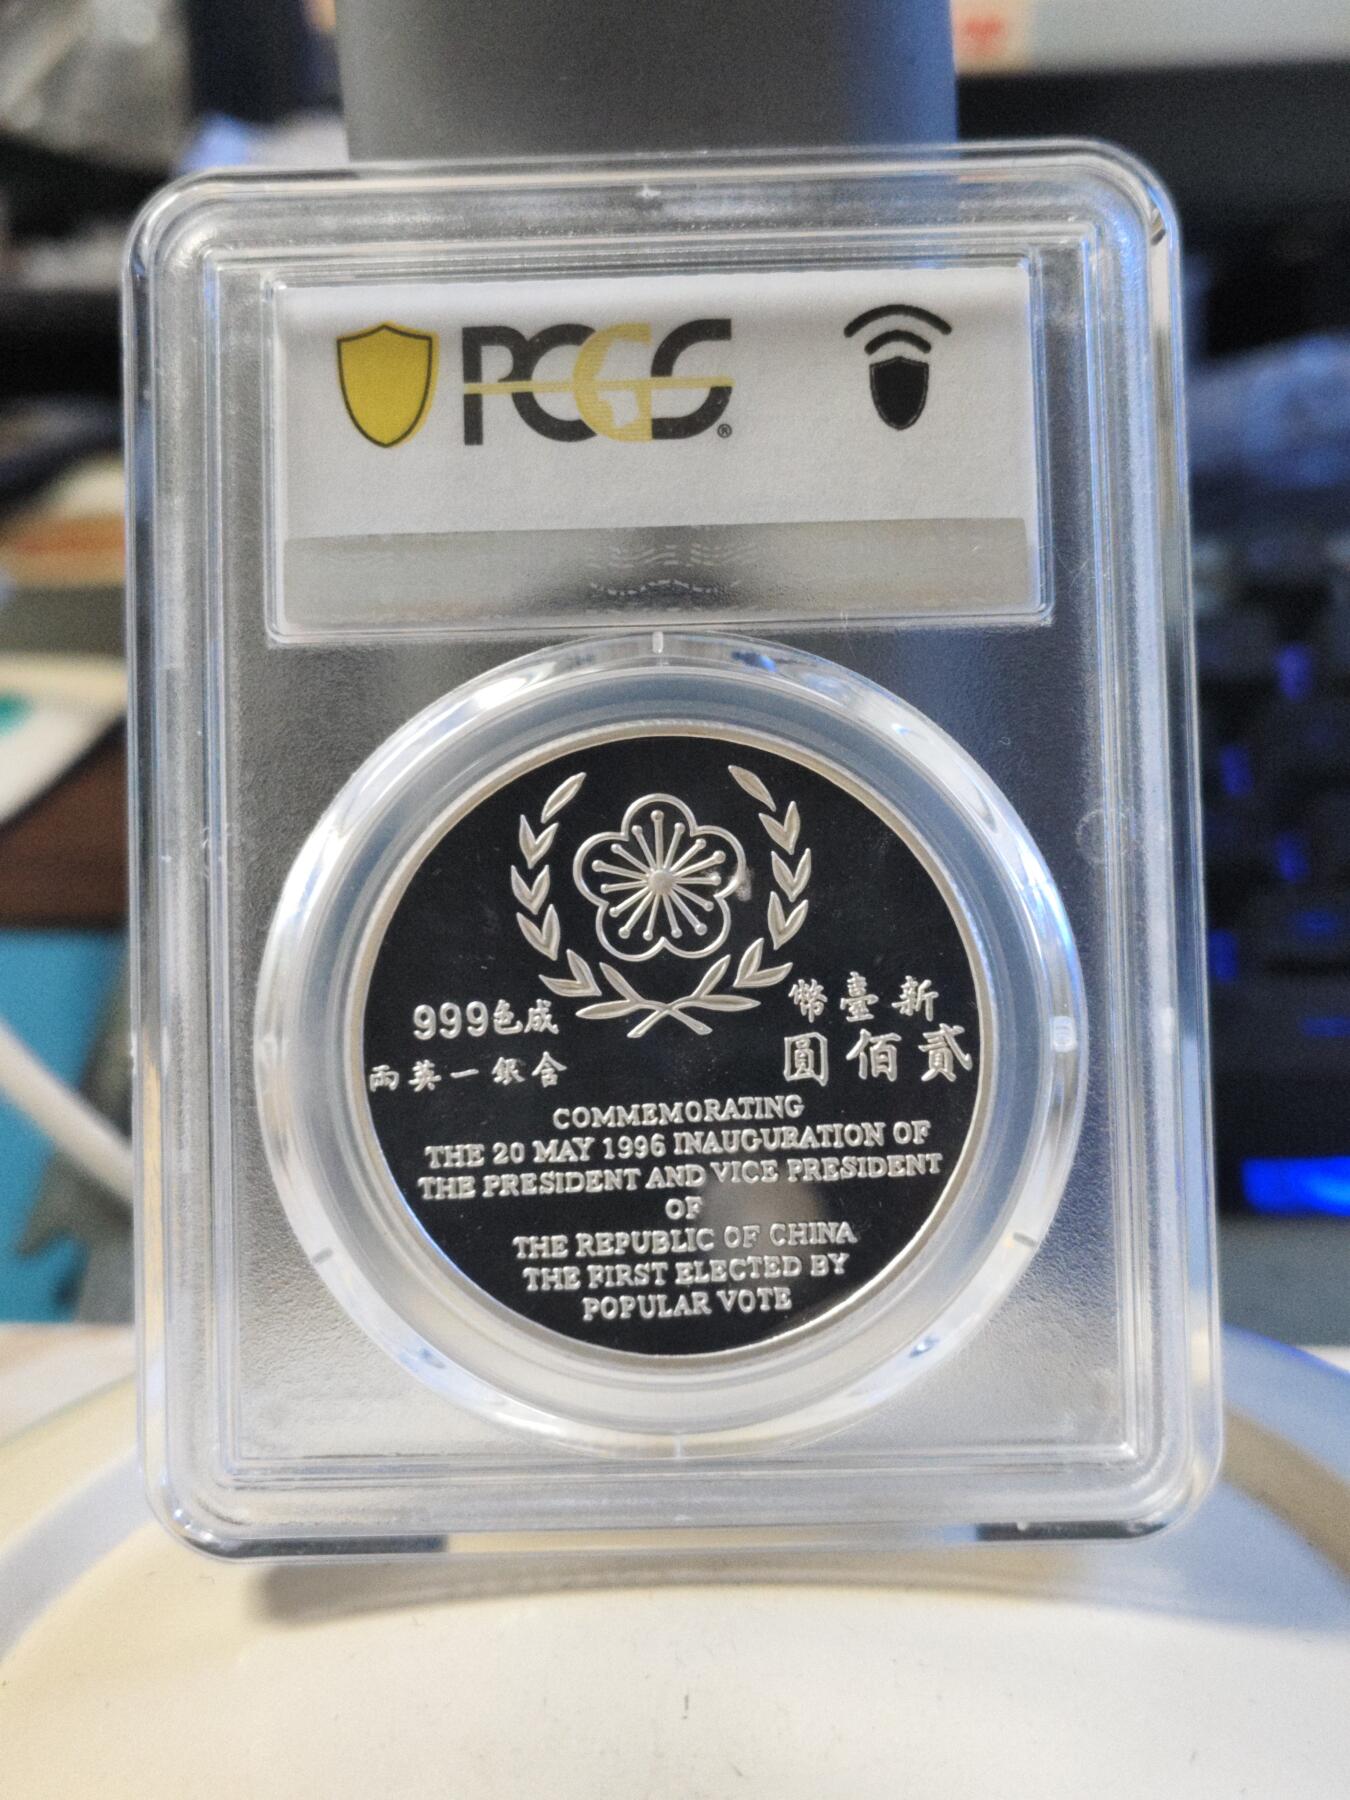 PCGS®
新臺幣
貳佰圓
成色999
含銀一英兩
COMMEMORATING
THE 20 MAY 1996 INAUGURATION OF
THE PRESIDENT AND VICE PRESIDENT
OF
THE REPUBLIC OF CHINA
THE FIRST ELECTED BY
POPULAR VOTE